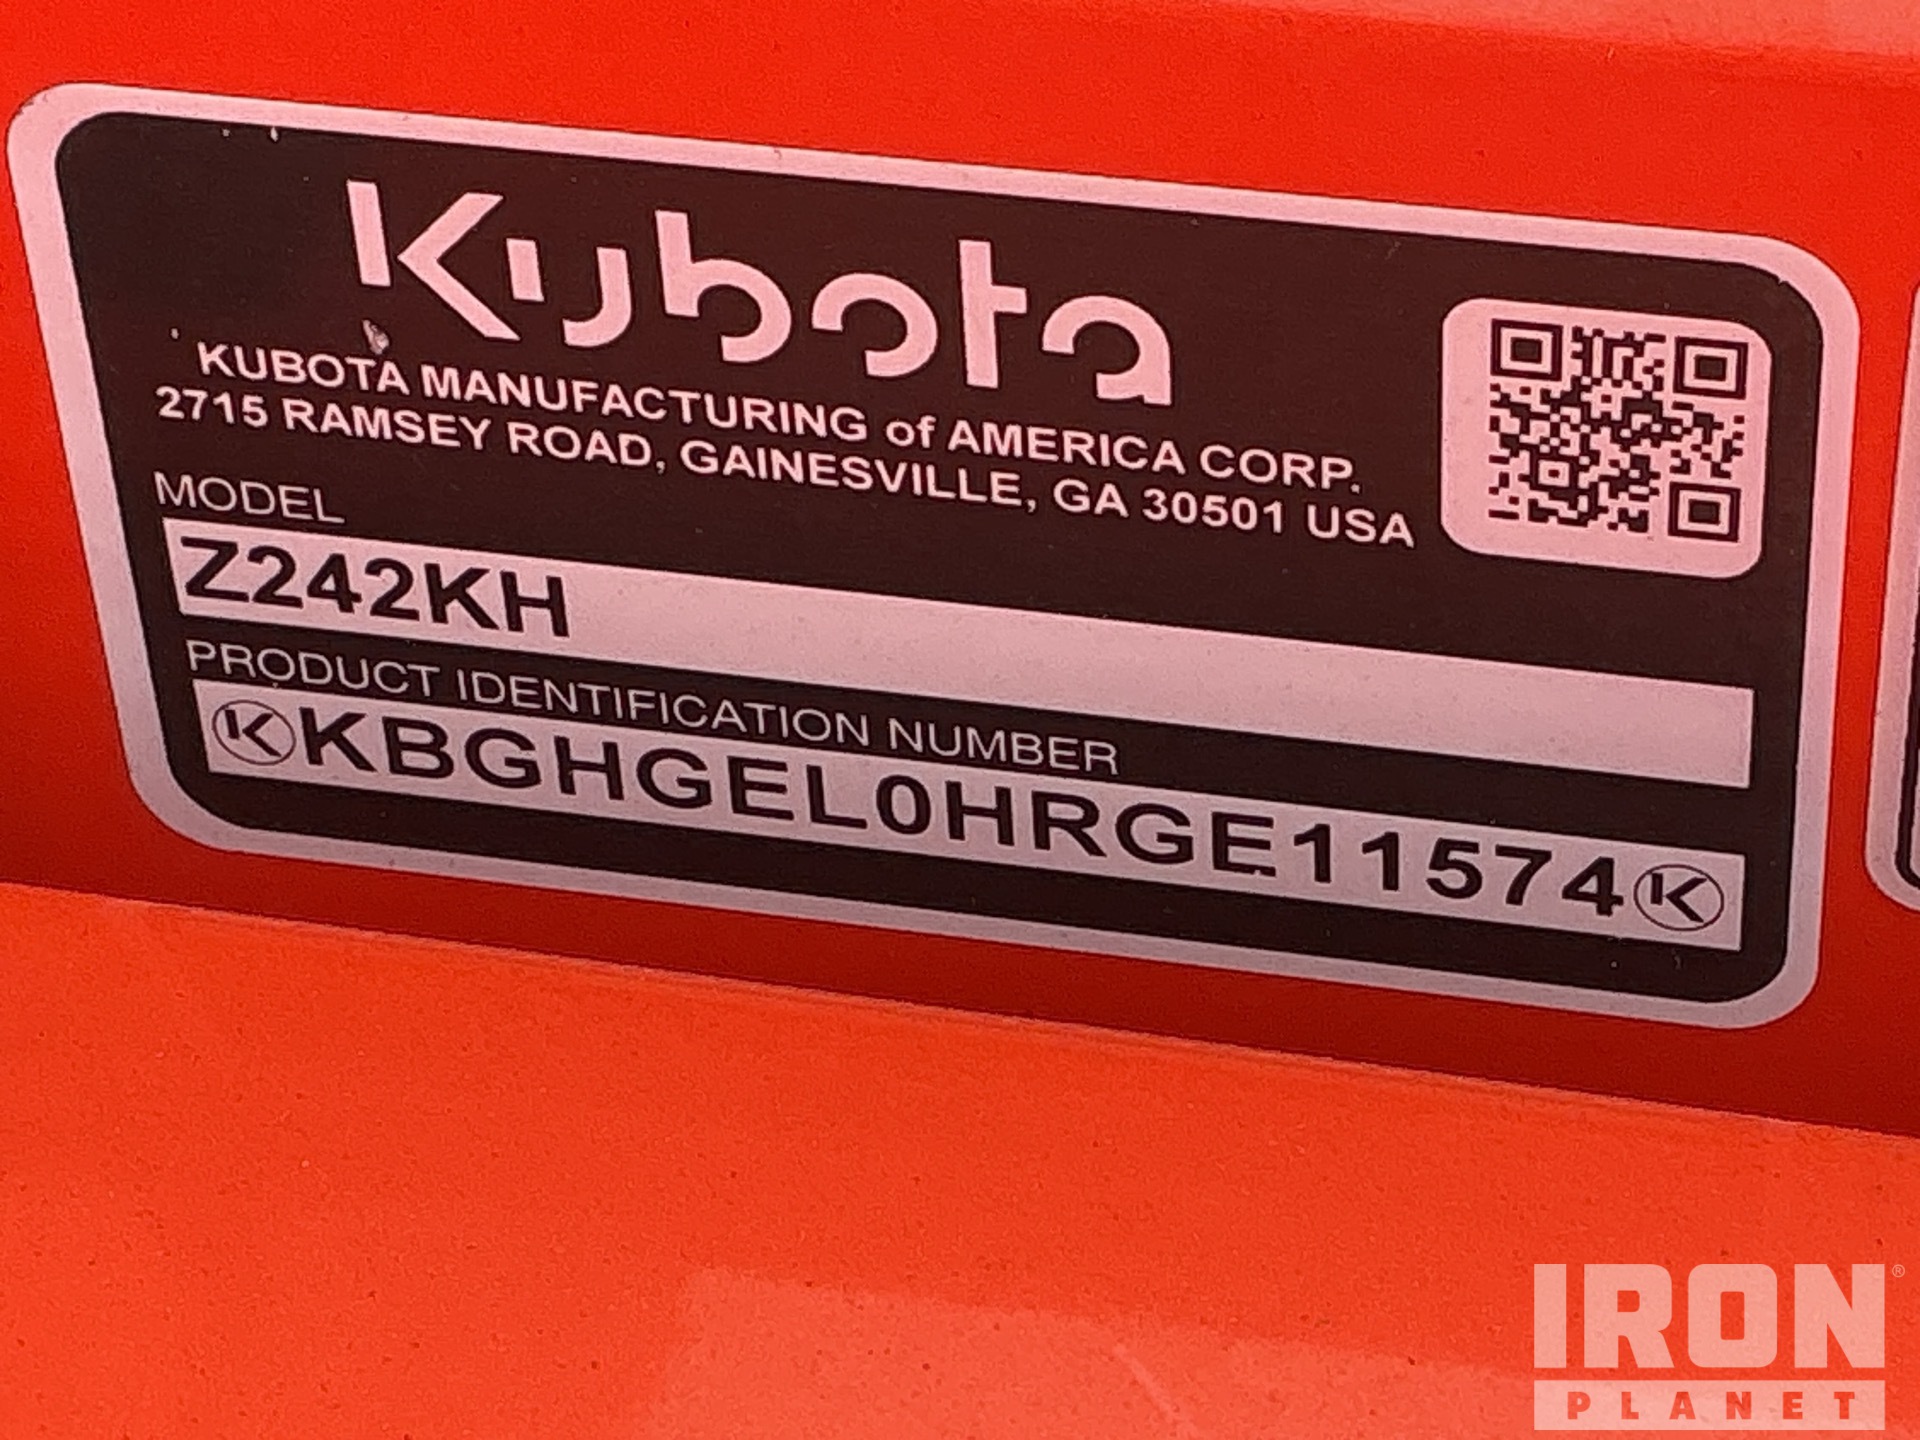 Kubota
KUBOTA MANUFACTURING of AMERICA CORP.
2715 RAMSEY ROAD, GAINESVILLE, GA 30501 USA
MODEL
Z242KH
PRODUCT IDENTIFICATION NUMBER
KBGHGEL0HRGE11574
IRON
PLANET